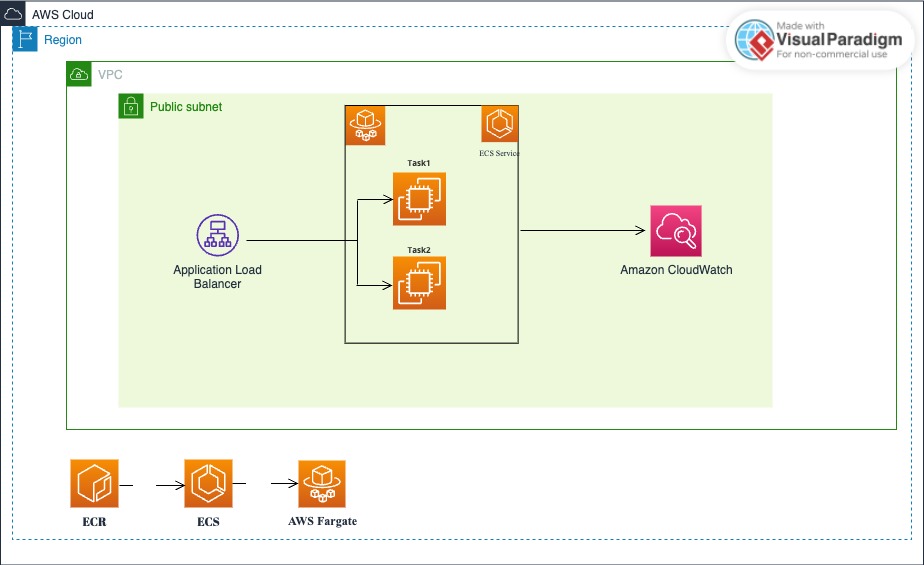 AWS Cloud
Made with
Visual Paradigm
For non-commercial use
Region
VPC
Public subnet
ECS Service
Task1
Task2
Application Load
Balancer
Amazon CloudWatch
ECR
ECS
AWS Fargate